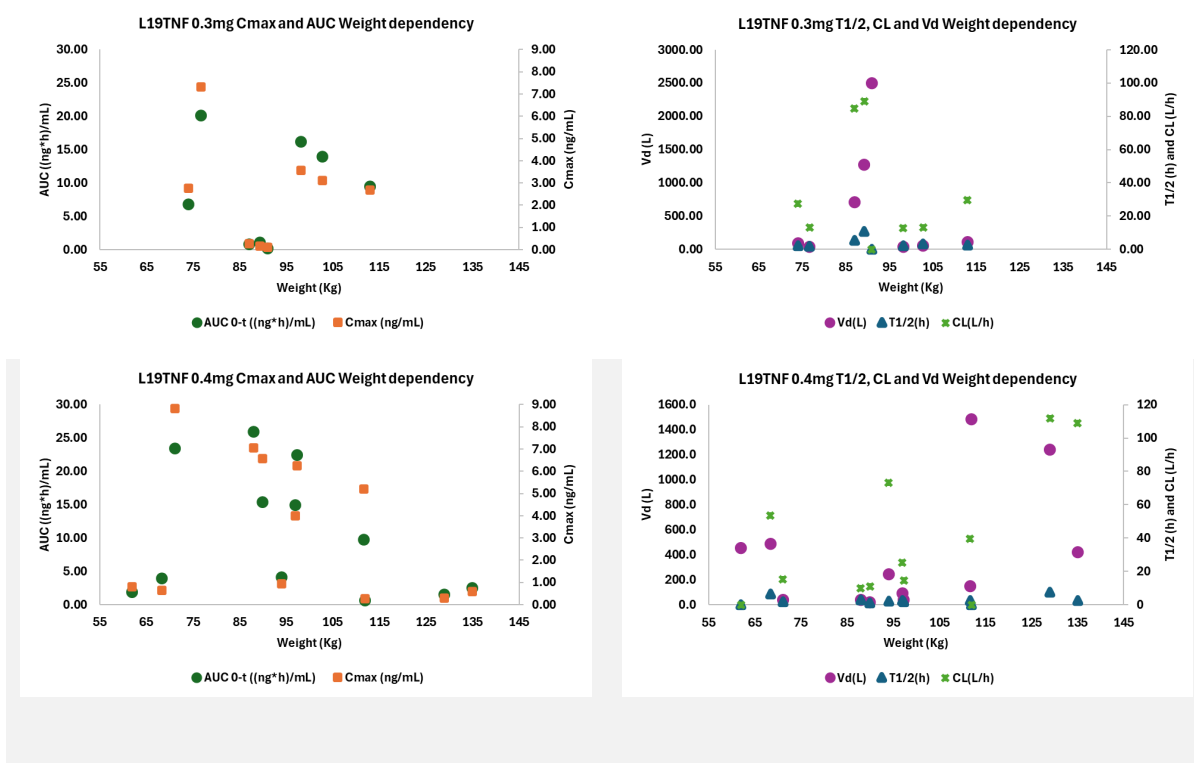 L19TNF 0.3mg Cmax and AUC Weight dependency
30.00
25.00
20.00
15.00
10.00
5.00
0.00
AUC ((ng*h)/mL)
9.00
8.00
7.00
6.00
5.00
4.00
3.00
2.00
1.00
0.00
Cmax (ng/mL)
55 65 75 85 95 105 115 125 135 145
Weight (Kg)
AUC 0-t ((ng*h)/mL) Cmax (ng/mL)
L19TNF 0.3mg T1/2, CL and Vd Weight dependency
3000.00
2500.00
2000.00
1500.00
1000.00
500.00
0.00
Vd (L)
120.00
100.00
80.00
60.00
40.00
20.00
0.00
T1/2 (h) and CL (L/h)
55 65 75 85 95 105 115 125 135 145
Weight (Kg)
Vd(L) T1/2(h) CL(L/h)
L19TNF 0.4mg Cmax and AUC Weight dependency
30.00
25.00
20.00
15.00
10.00
5.00
0.00
AUC ((ng*h)/mL)
9.00
8.00
7.00
6.00
5.00
4.00
3.00
2.00
1.00
0.00
Cmax (ng/mL)
55 65 75 85 95 105 115 125 135 145
Weight (Kg)
AUC 0-t ((ng*h)/mL) Cmax (ng/mL)
L19TNF 0.4mg T1/2, CL and Vd Weight dependency
1600.0
1400.0
1200.0
1000.0
800.0
600.0
400.0
200.0
0.0
Vd (L)
120
100
80
60
40
20
0
T1/2 (h) and CL (L/h)
55 65 75 85 95 105 115 125 135 145
Weight (Kg)
Vd(L) T1/2(h) CL(L/h)